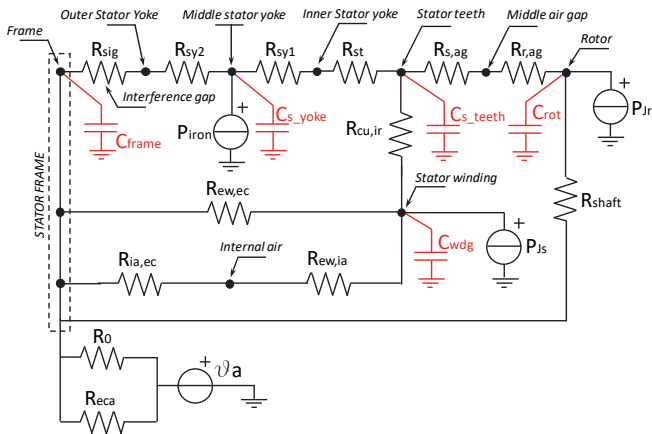 Outer Stator Yoke Middle stator yoke Inner Stator yoke Stator teeth Middle air gap
Frame Rotor
Rsig Rsy2 Rsy1 Rst Rs,ag Rr,ag
Interference gap
Cframe Piron Cs_yoke Rcu,ir Cs_teeth Crot PJr
STATOR FRAME
Rew,ec Stator winding Rshaft
Ria,ec Internal air Rew,ia Cwdg PJs
R0
ϑa
Reca
+
+
+
+